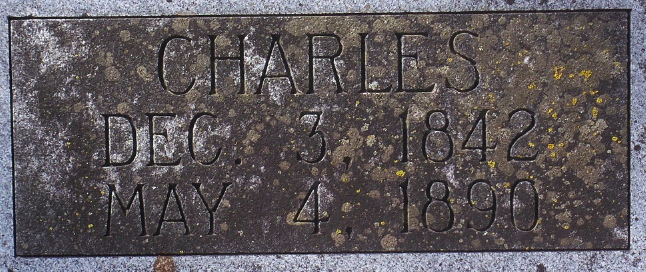 CHARLES
DEC. 3, 1842
MAY 4, 1890